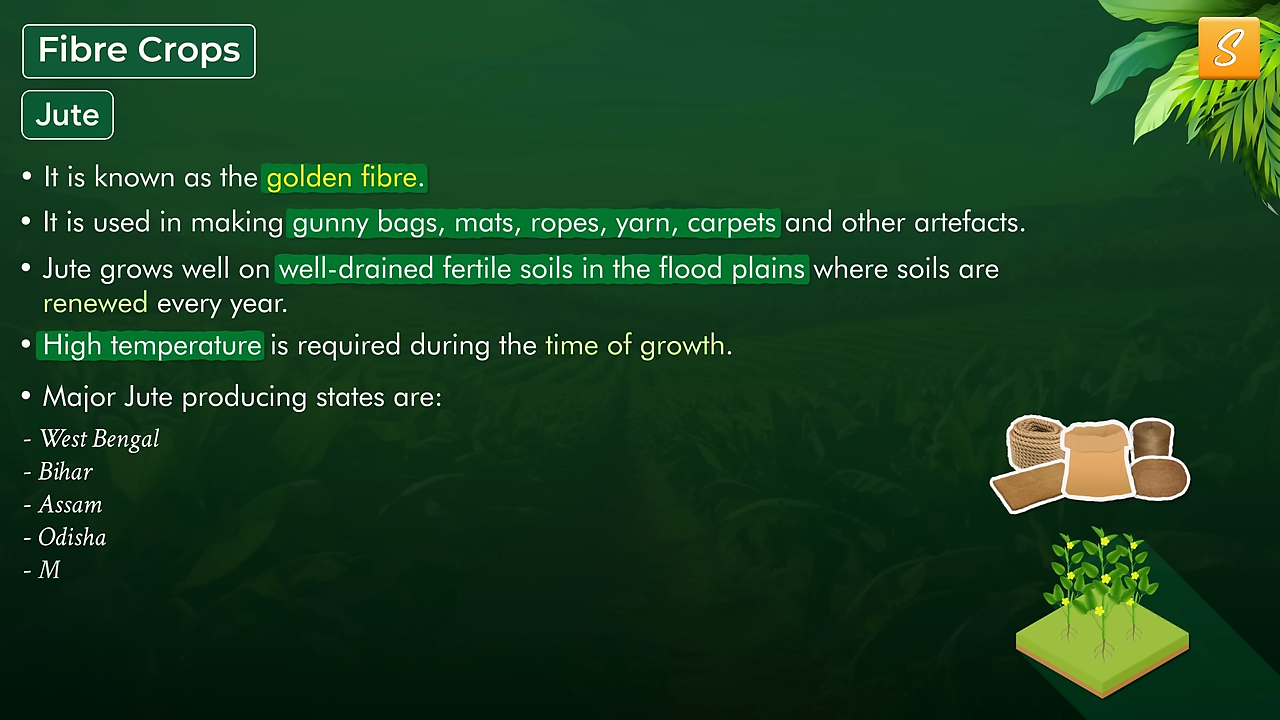 Fibre Crops
S
Jute
• It is known as the golden fibre.
• It is used in making gunny bags, mats, ropes, yarn, carpets and other artefacts.
• Jute grows well on well-drained fertile soils in the flood plains where soils are
renewed every year.
• High temperature is required during the time of growth.
• Major Jute producing states are:
- West Bengal
- Bihar
- Assam
- Odisha
- M